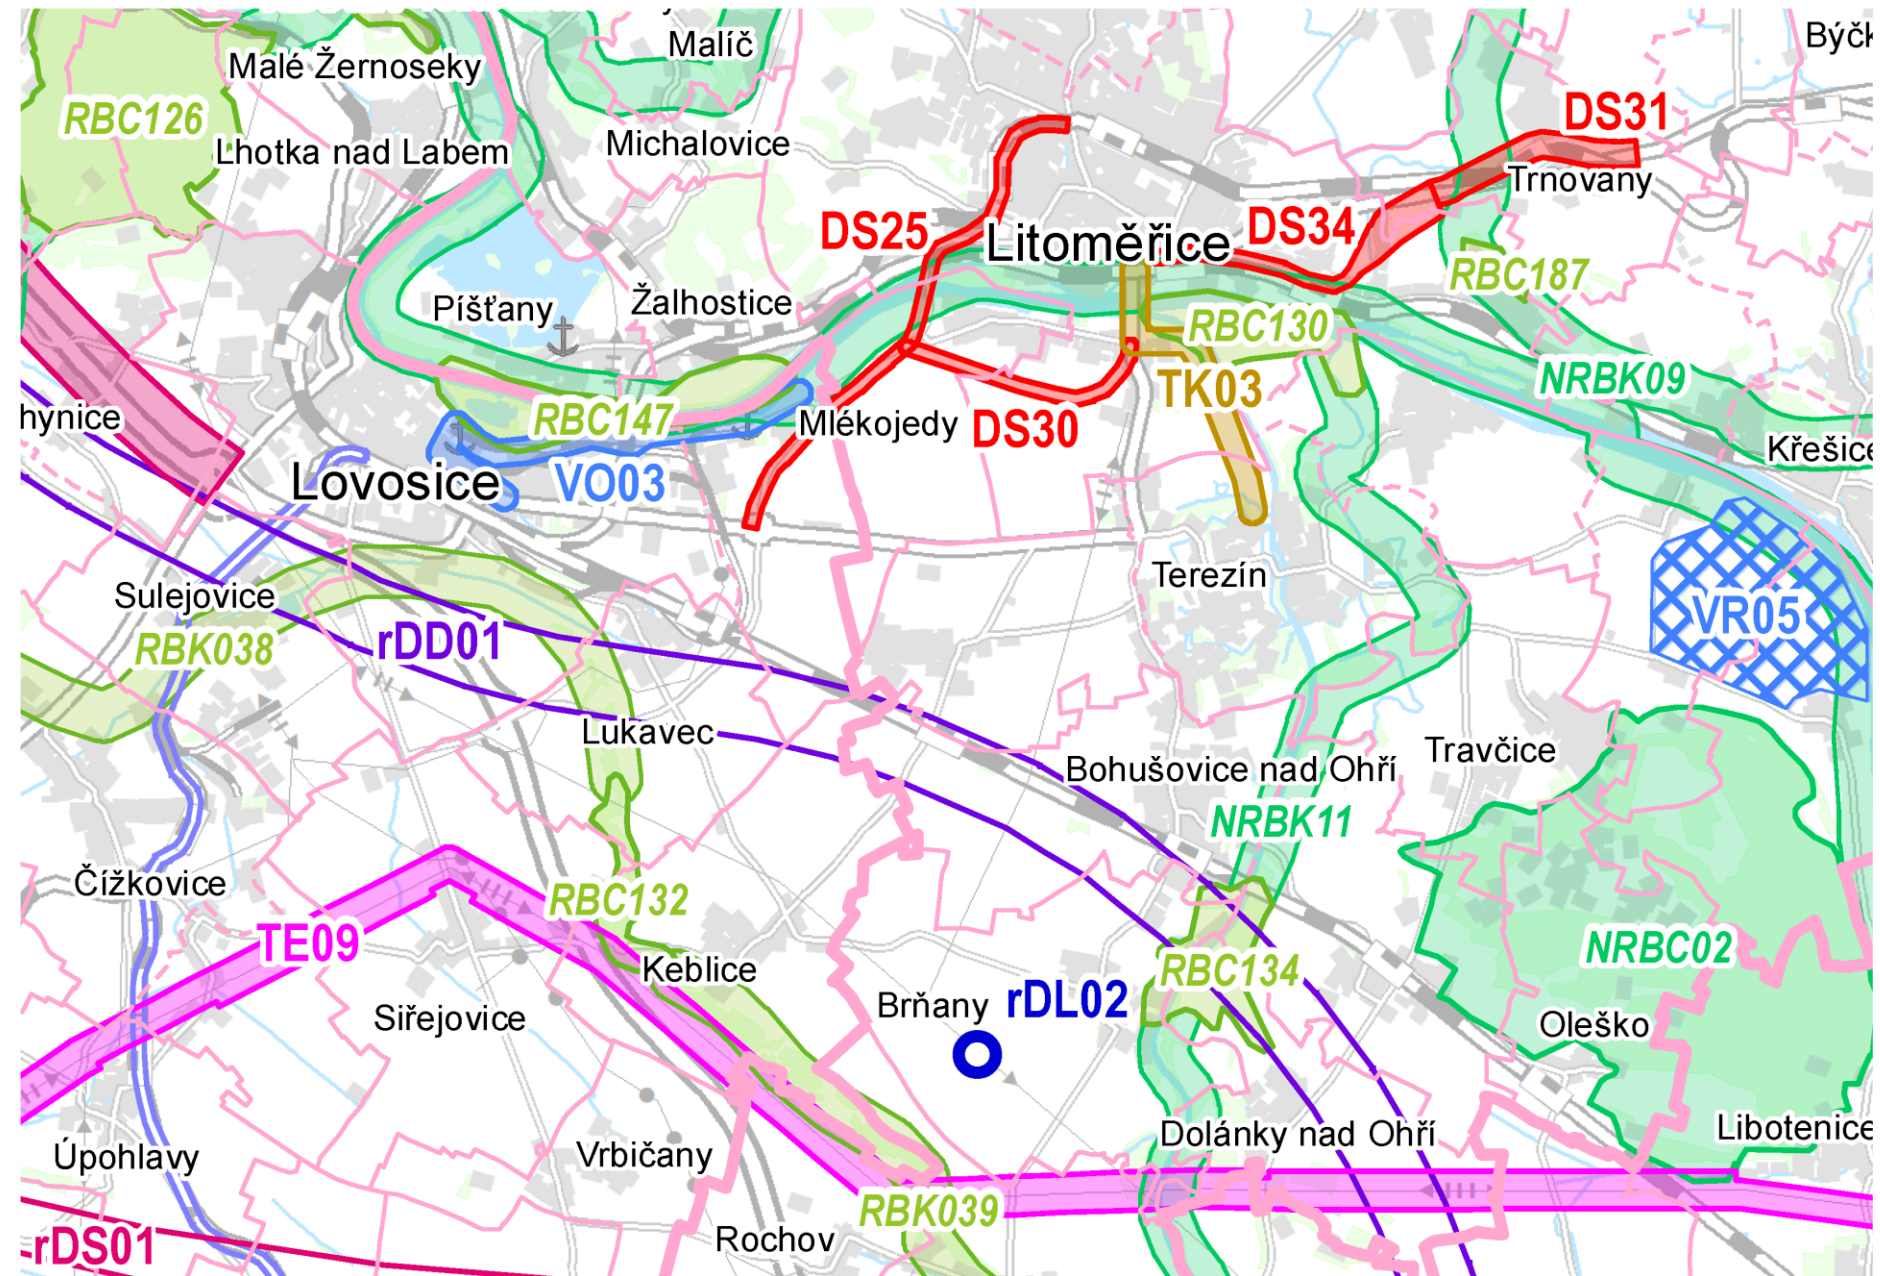 Malíč
Býčk
Malé Žernoseky
RBC126
DS31
Lhotka nad Labem
Michalovice
Trnovany
DS25
Litoměřice
DS34
RBC187
Píšťany
Žalhostice
RBC130
NRBK09
TK03
hynice
RBC147
Mlékojedy
DS30
Křešice
Lovosice
VO03
Terezín
Sulejovice
VR05
RBK038
rDD01
Lukavec
Travčice
Bohušovice nad Ohří
NRBK11
Čížkovice
RBC132
TE09
NRBC02
Keblice
RBC134
Brňany
rDL02
Siřejovice
Oleško
Libotenice
Dolánky nad Ohří
Úpohlavy
Vrbičany
RBK039
Rochov
rDS01